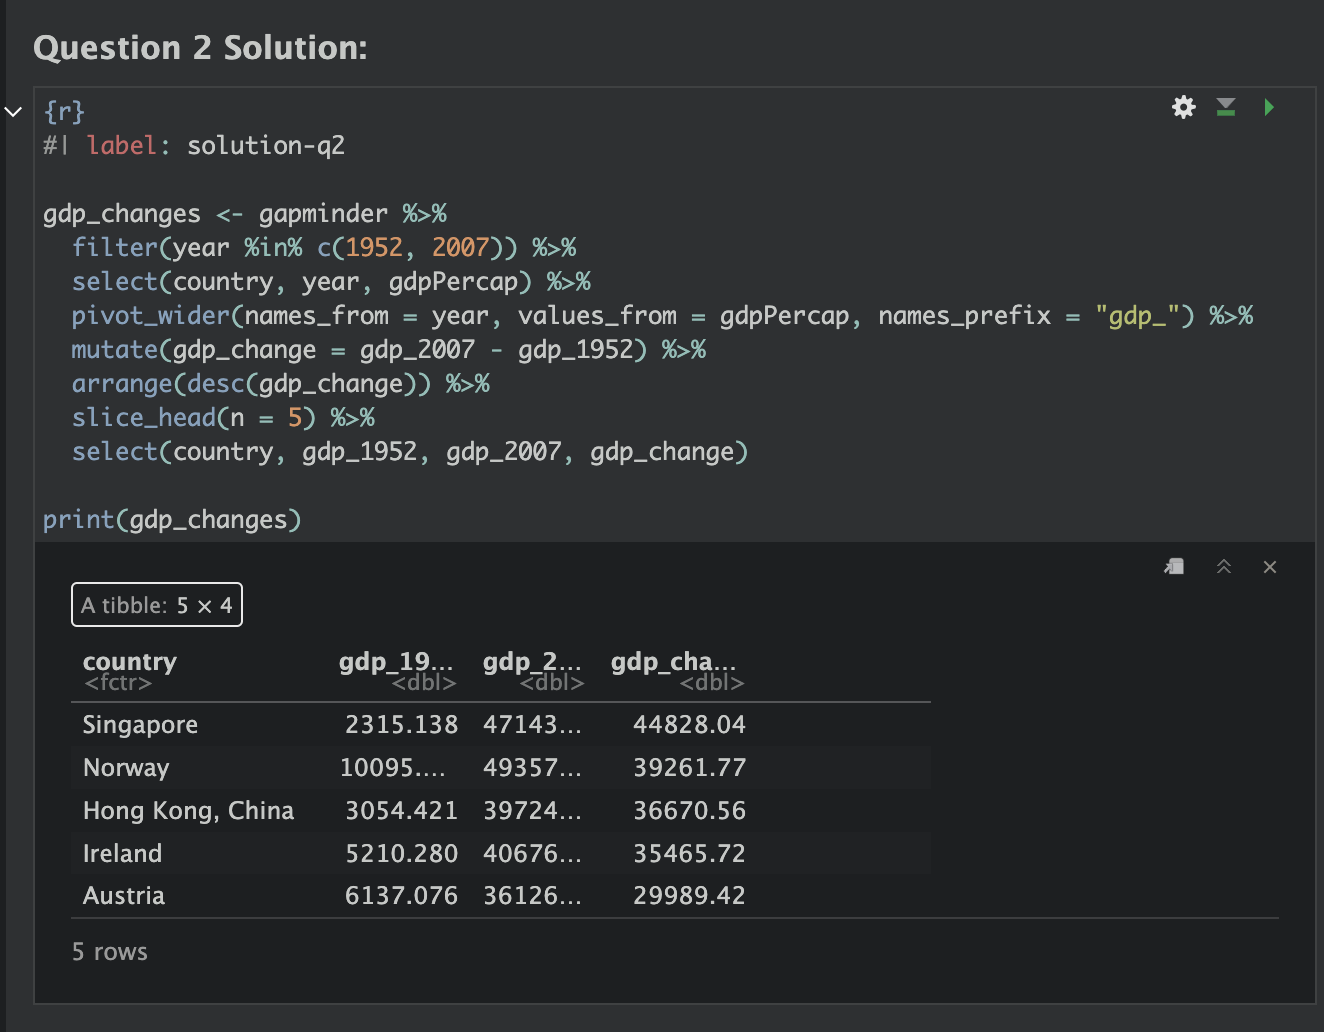 Question 2 Solution:
{r}
#| label: solution-q2
gdp_changes <- gapminder %>%
  filter(year %in% c(1952, 2007)) %>%
  select(country, year, gdpPercap) %>%
  pivot_wider(names_from = year, values_from = gdpPercap, names_prefix = "gdp_") %>%
  mutate(gdp_change = gdp_2007 - gdp_1952) %>%
  arrange(desc(gdp_change)) %>%
  slice_head(n = 5) %>%
  select(country, gdp_1952, gdp_2007, gdp_change)
print(gdp_changes)
A tibble: 5 × 4
country gdp_19... gdp_2... gdp_cha...
<fctr> <dbl> <dbl> <dbl>
Singapore 2315.138 47143... 44828.04
Norway 10095.... 49357... 39261.77
Hong Kong, China 3054.421 39724... 36670.56
Ireland 5210.280 40676... 35465.72
Austria 6137.076 36126... 29989.42
5 rows